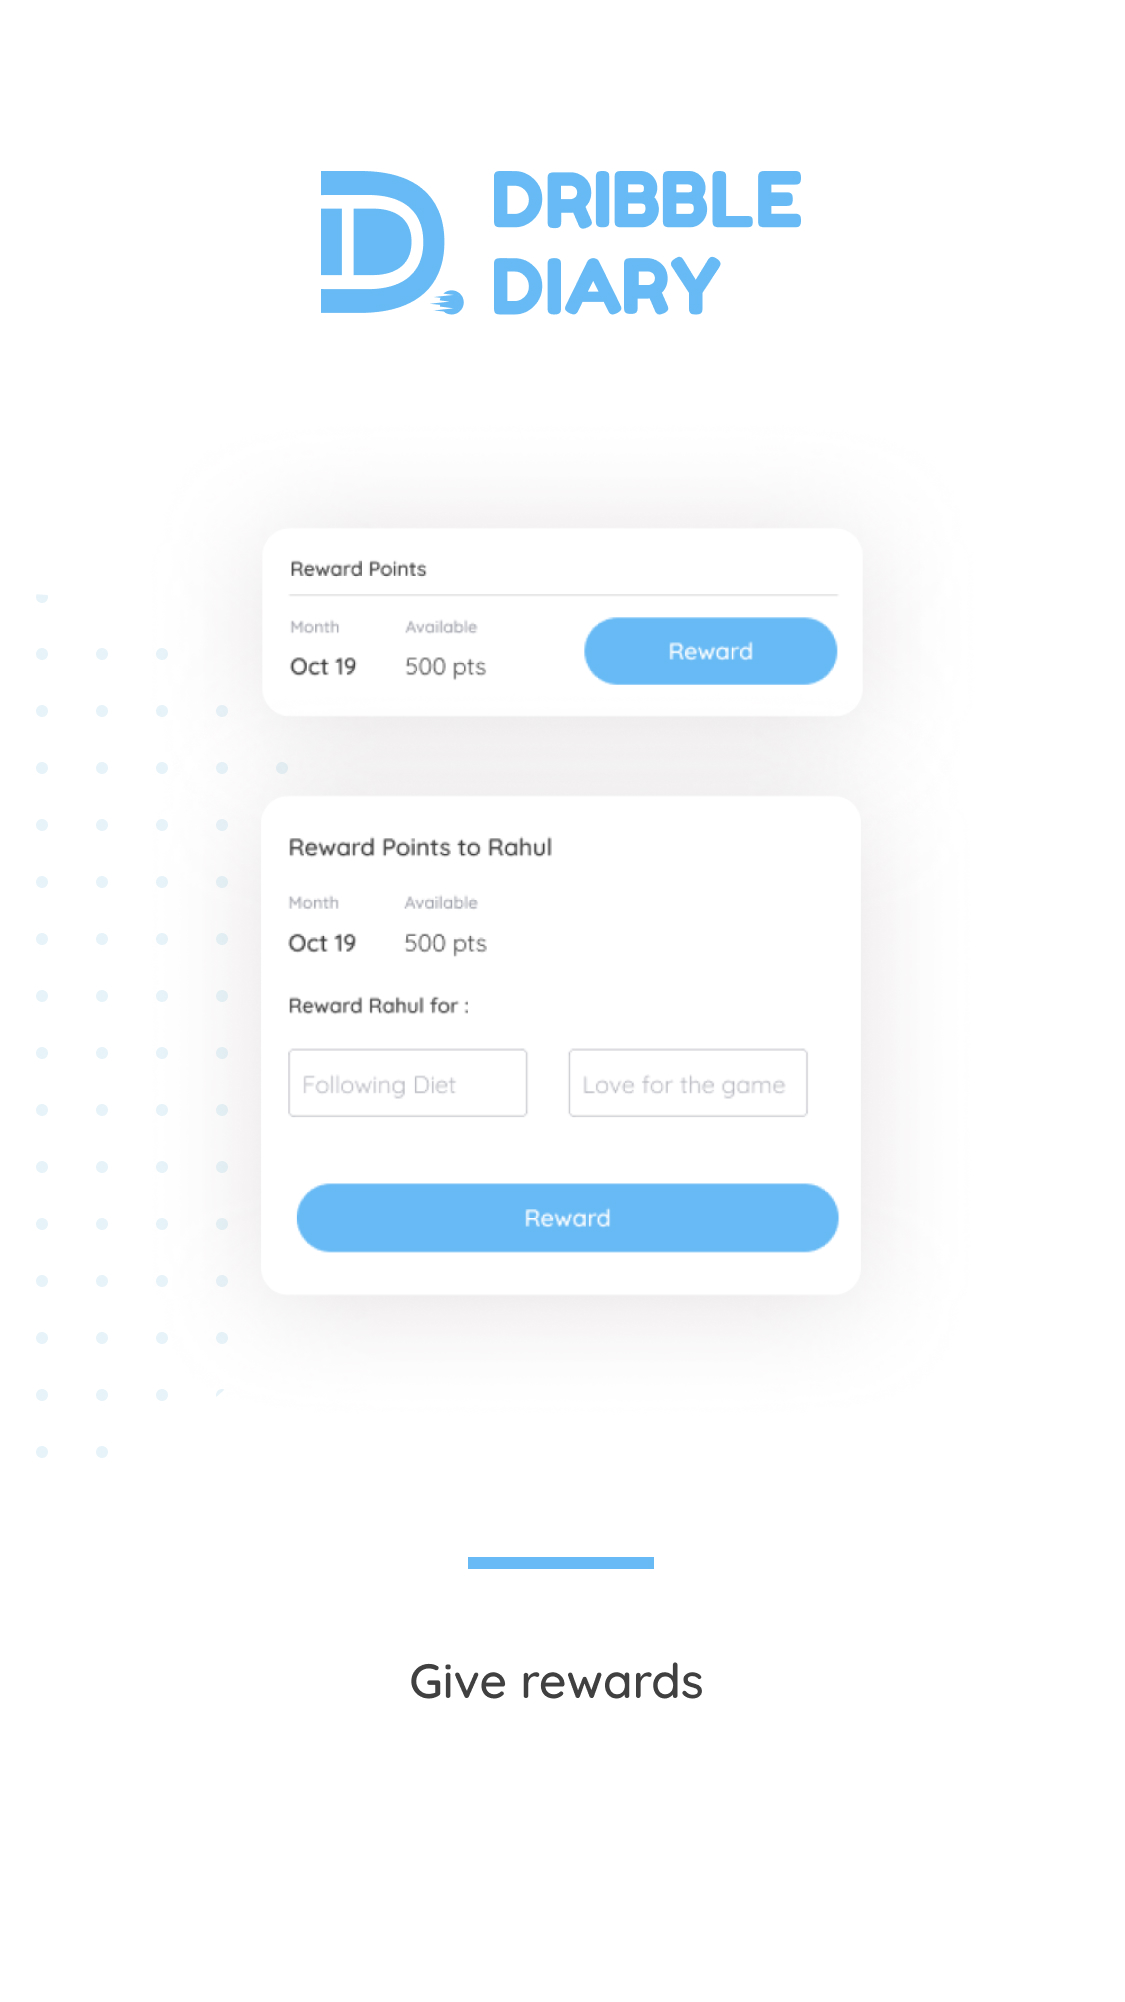 DRIBBLE
DIARY
Reward Points
Month Available
Oct 19 500 pts
Reward
Reward Points to Rahul
Month Available
Oct 19 500 pts
Reward Rahul for :
Following Diet Love for the game
Reward
Give rewards